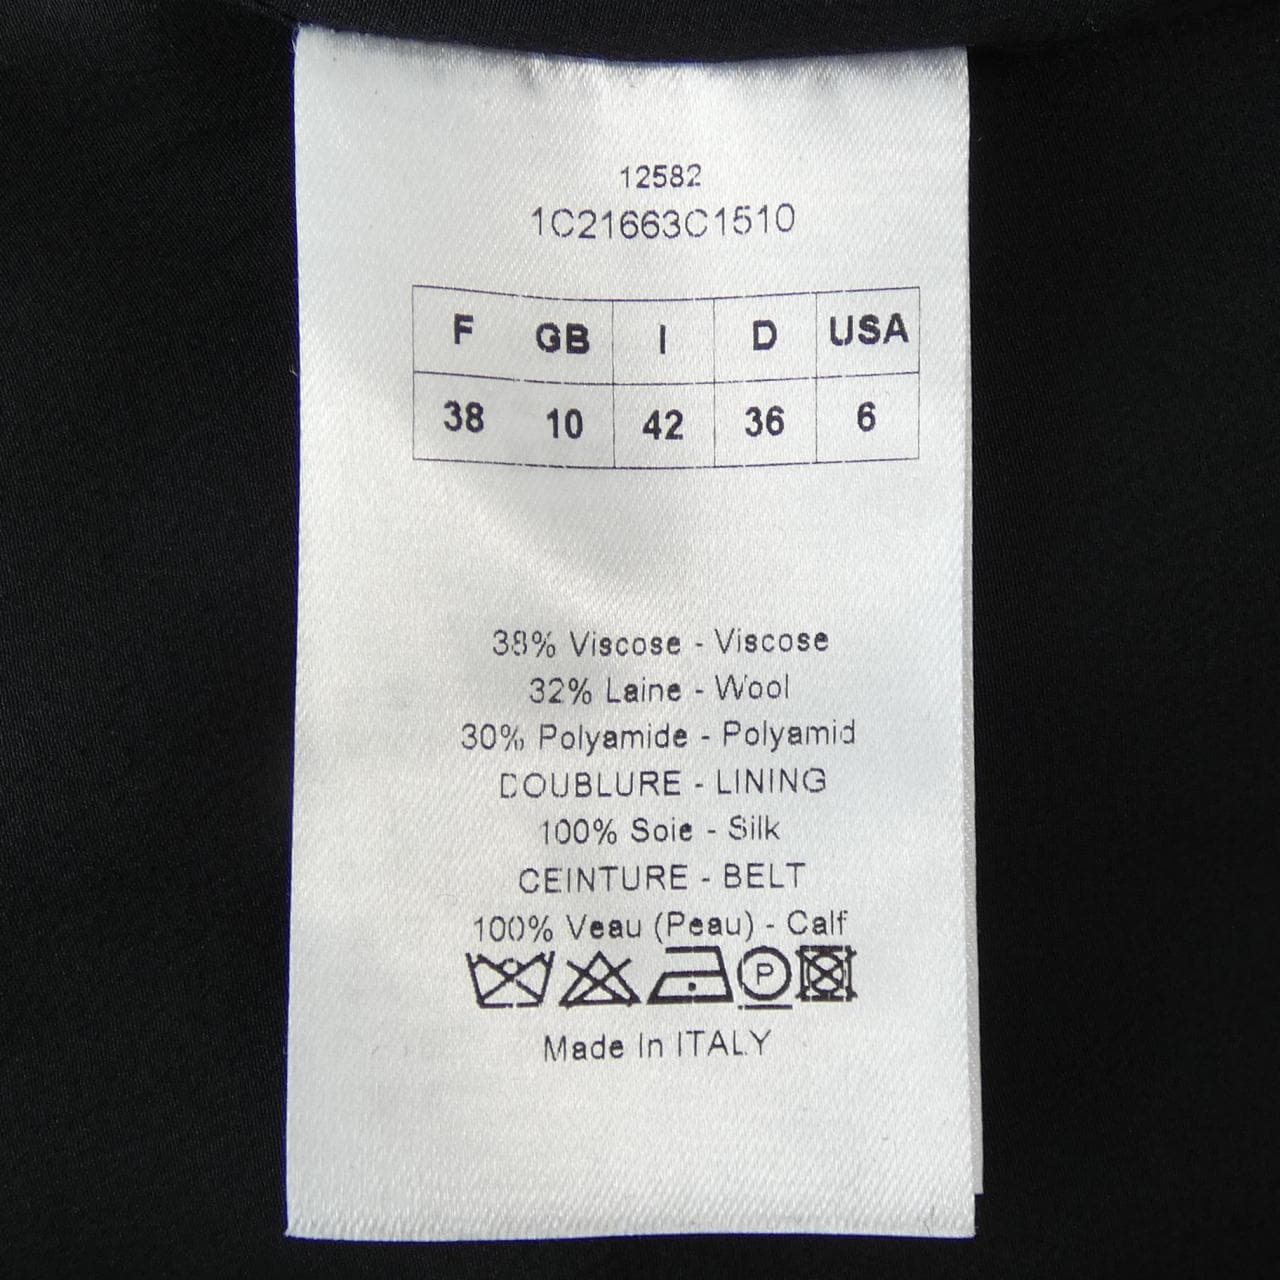 12582
1C21663C1510
F GB I D USA
38 10 42 36 6
38% Viscose - Viscose
32% Laine - Wool
30% Polyamide - Polyamid
DOUBLURE - LINING
100% Soie - Silk
CEINTURE - BELT
100% Veau (Peau) - Calf
P
Made In ITALY